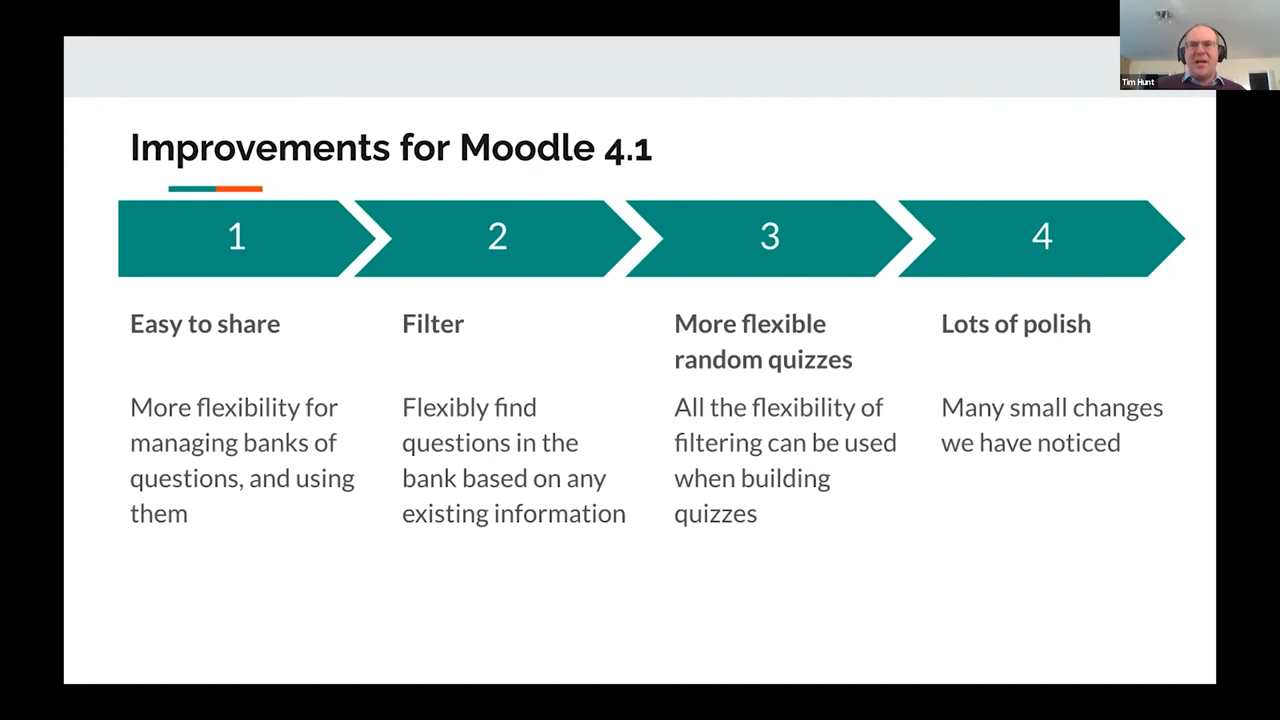 Tim Hunt
Improvements for Moodle 4.1
1
2
3
4
Easy to share
More flexibility for
managing banks of
questions, and using
them
Filter
Flexibly find
questions in the
bank based on any
existing information
More flexible
random quizzes
All the flexibility of
filtering can be used
when building
quizzes
Lots of polish
Many small changes
we have noticed